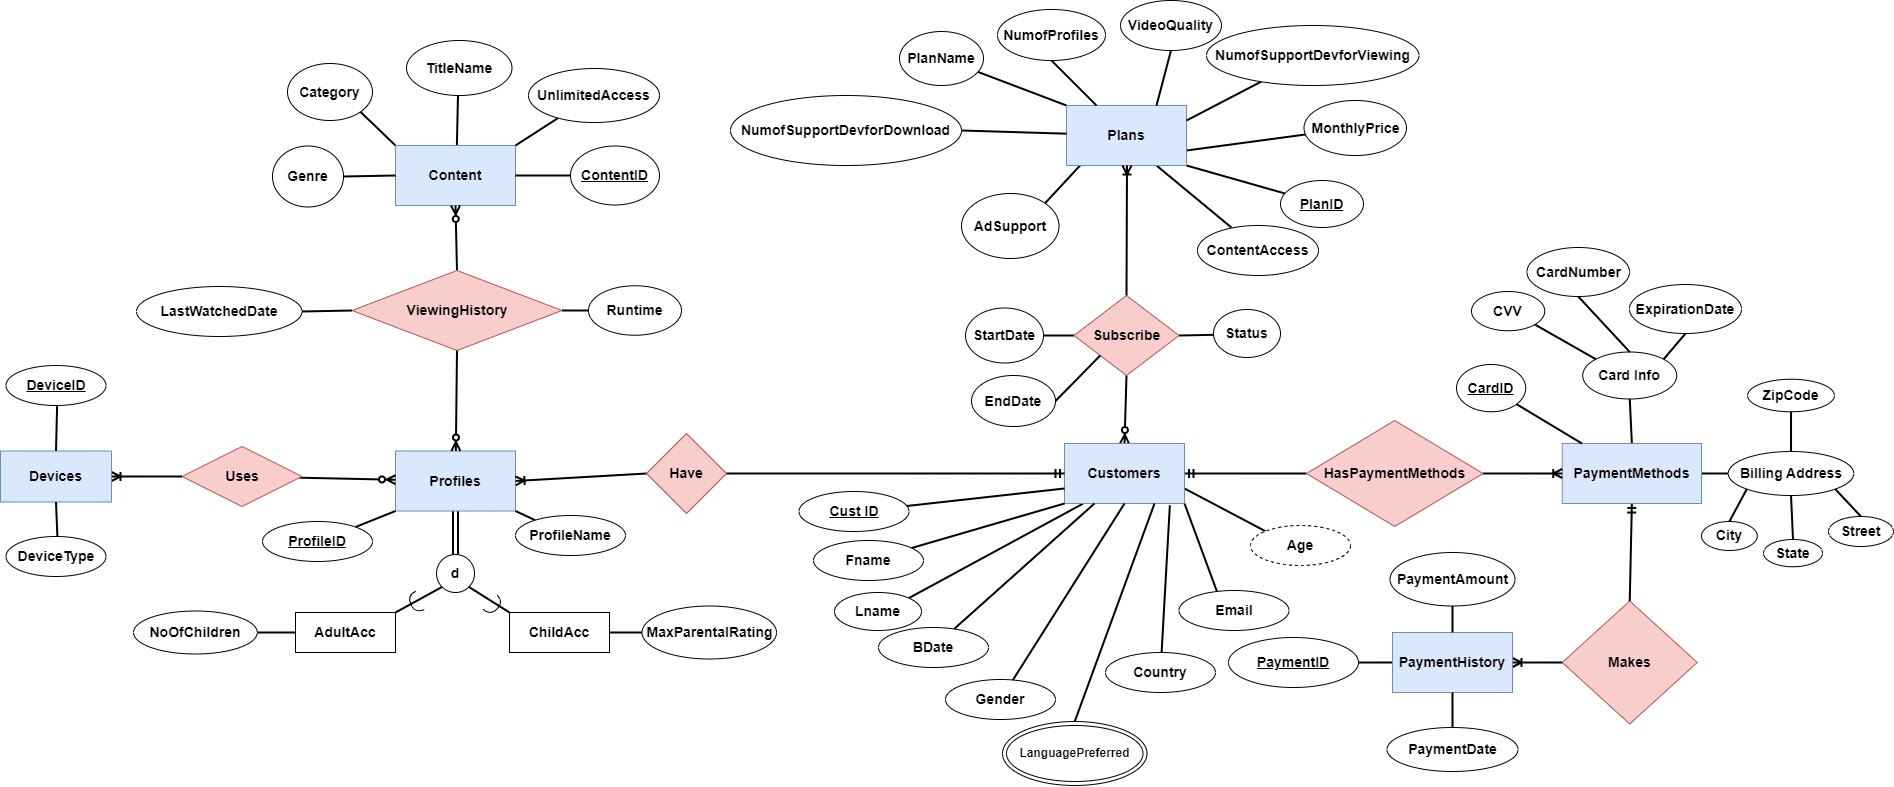 TitleName
Category
UnlimitedAccess
Genre
Content
ContentID
LastWatchedDate
ViewingHistory
Runtime
DeviceID
Devices
Uses
Profiles
Have
DeviceType
ProfileID
ProfileName
d
NoOfChildren
AdultAcc
ChildAcc
MaxParentalRating
VideoQuality
NumofProfiles
PlanName
NumofSupportDevforViewing
NumofSupportDevforDownload
Plans
MonthlyPrice
PlanID
AdSupport
ContentAccess
StartDate
Subscribe
Status
EndDate
Customers
Cust ID
Fname
Lname
BDate
Gender
LanguagePreferred
Country
Email
Age
HasPaymentMethods
CardNumber
CVV
ExpirationDate
Card Info
CardID
ZipCode
PaymentMethods
Billing Address
City
State
Street
PaymentAmount
PaymentID
PaymentHistory
Makes
PaymentDate